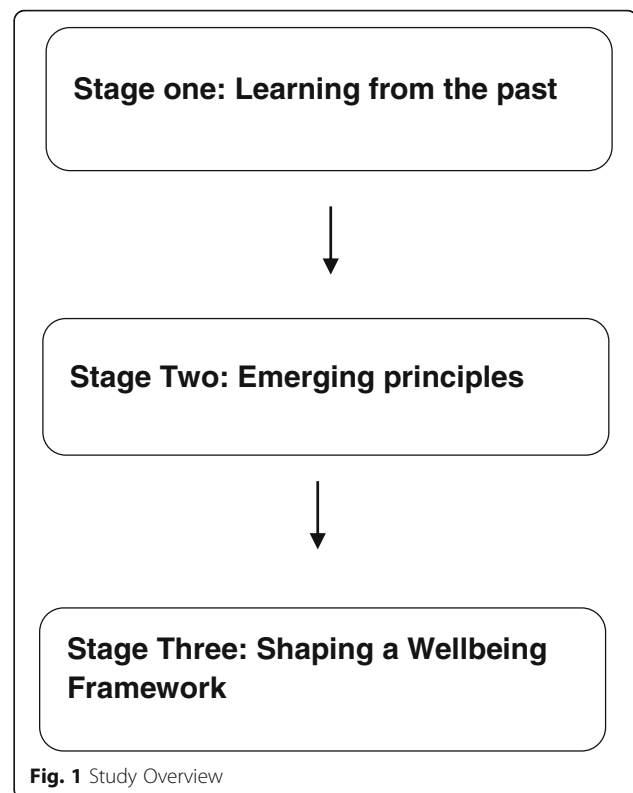 Stage one: Learning from the past
Stage Two: Emerging principles
Stage Three: Shaping a Wellbeing
Framework
Fig. 1 Study Overview